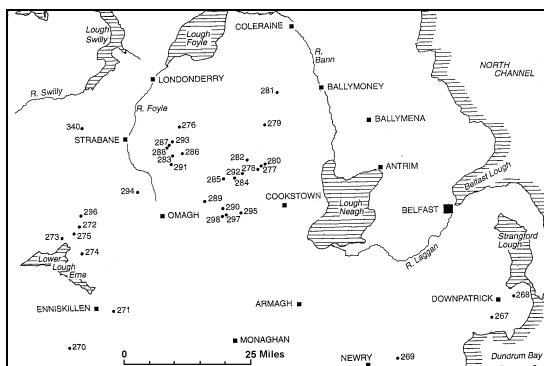 COLERAINE
Lough
Swilly
Lough
Foyle
R.
Bann
NORTH
CHANNEL
LONDONDERRY
R. Swilly
281
BALLYMONEY
R. Foyle
340
276
279
BALLYMENA
STRABANE
287
293
288
286
283
291
282
280
278
277
292
285
284
ANTRIM
Belfast Lough
294
289
COOKSTOWN
Lough
Neagh
BELFAST
296
OMAGH
290
295
298
297
272
273
275
274
Strangford
Lough
R. Laggan
Lower
Lough
Erne
ENNISKILLEN
271
ARMAGH
DOWNPATRICK
268
267
270
MONAGHAN
0
25 Miles
NEWRY
269
Dundrum Bay